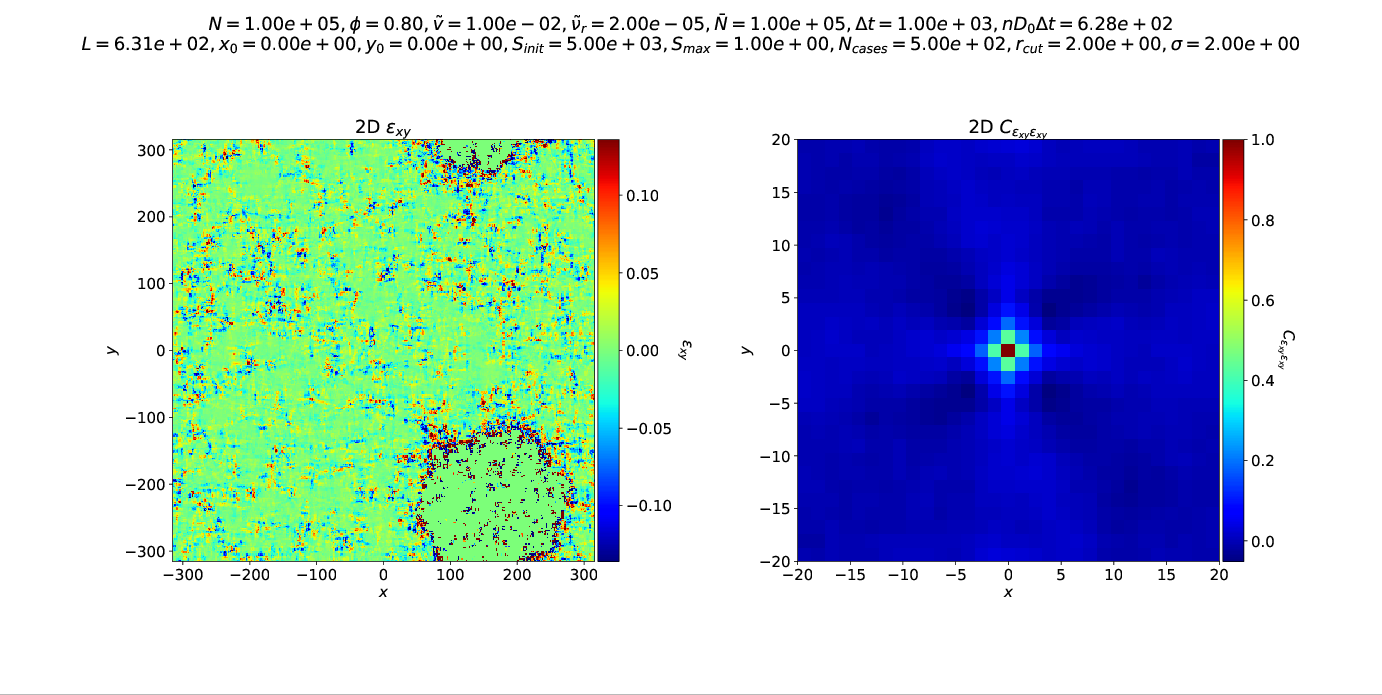 N = 1.00e + 05, ϕ = 0.80, ṽ = 1.00e − 02, ν̃_r = 2.00e − 05, N̄ = 1.00e + 05, Δt = 1.00e + 03, nD_0Δt = 6.28e + 02
L = 6.31e + 02, x_0 = 0.00e + 00, y_0 = 0.00e + 00, S_init = 5.00e + 03, S_max = 1.00e + 00, N_cases = 5.00e + 02, r_cut = 2.00e + 00, σ = 2.00e + 00
2D ε_xy
300
200
100
0
−100
−200
−300
y
−300 −200 −100 0 100 200 300
x
0.10
0.05
0.00
−0.05
−0.10
ε_xy
2D C_ε_xyε_xy
20
15
10
5
0
−5
−10
−15
−20
y
−20 −15 −10 −5 0 5 10 15 20
x
1.0
0.8
0.6
0.4
0.2
0.0
C_ε_xyε_xy